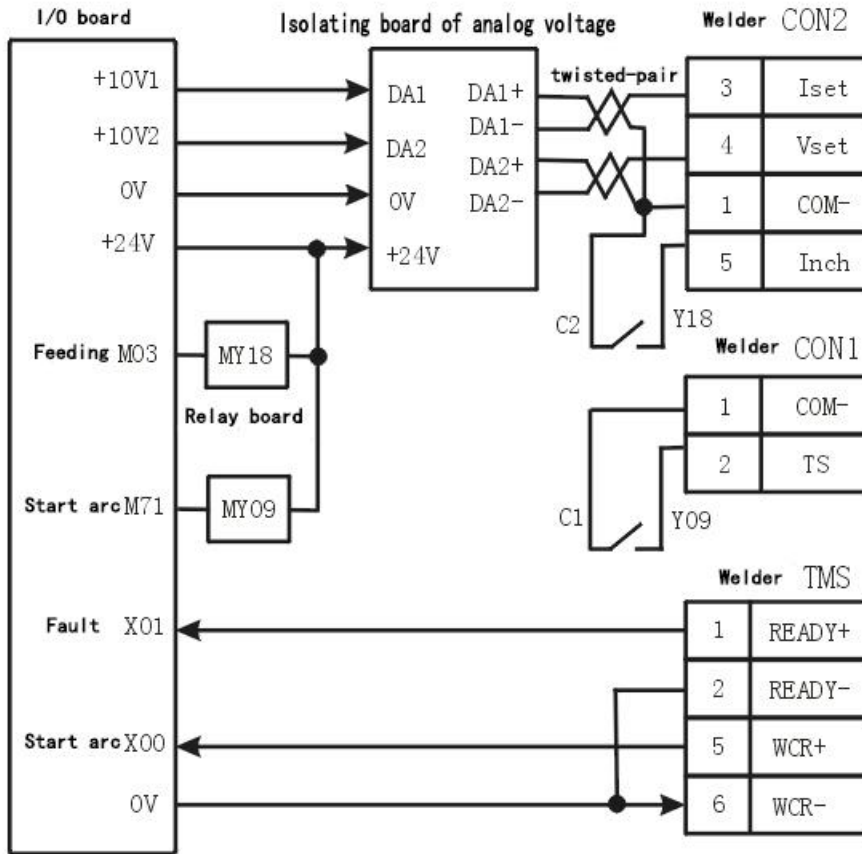 I/O board
Isolating board of analog voltage
Welder CON2
+10V1
+10V2
0V
+24V
Feeding M03
Start arc M71
Fault X01
Start arc X00
0V
MY18
Relay board
MY09
DA1
DA2
0V
+24V
DA1+
DA1-
DA2+
DA2-
twisted-pair
3 Iset
4 Vset
1 COM-
5 Inch
C2
Y18
Welder CON1
1 COM-
2 TS
C1
Y09
Welder TMS
1 READY+
2 READY-
5 WCR+
6 WCR-